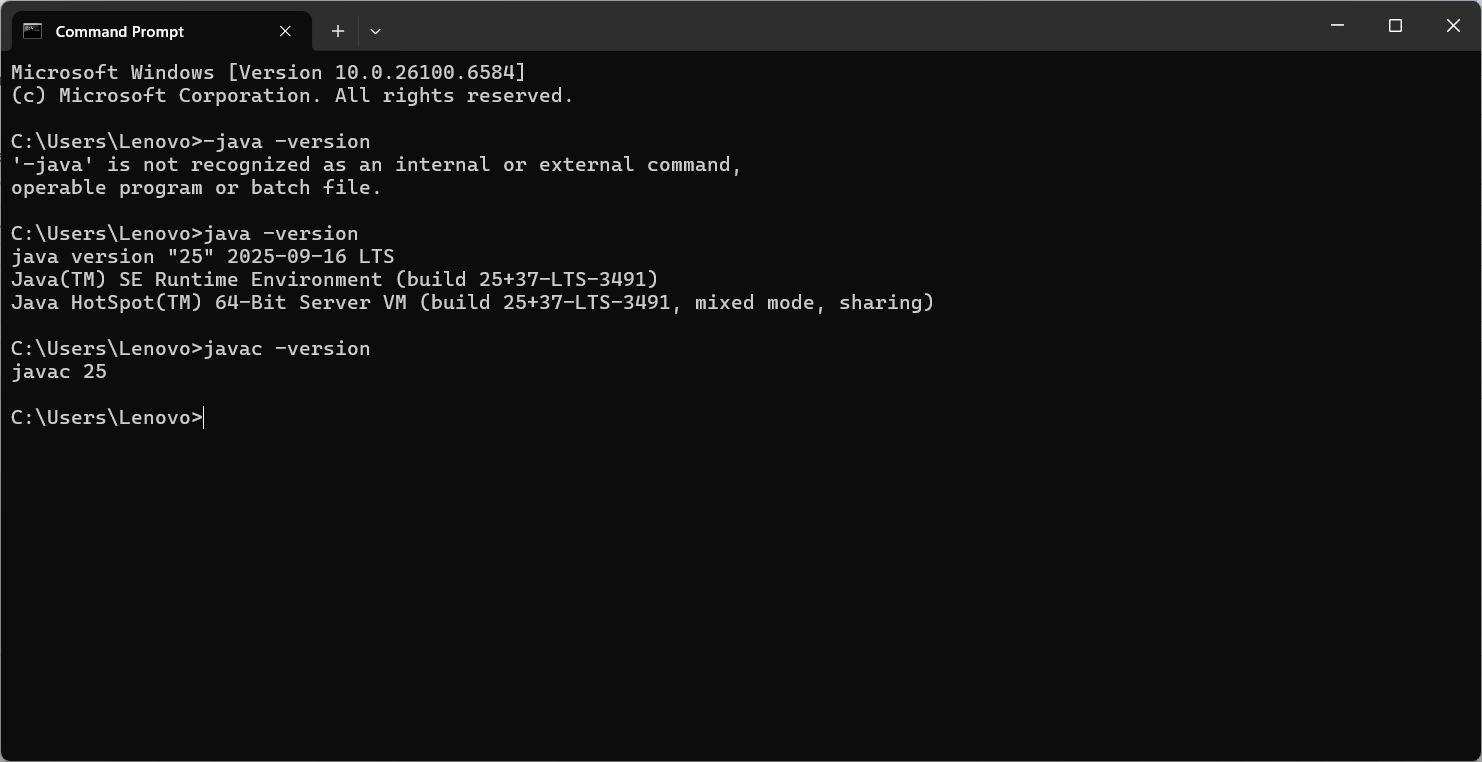 Command Prompt
Microsoft Windows [Version 10.0.26100.6584]
(c) Microsoft Corporation. All rights reserved.
C:\Users\Lenovo>-java -version
'-java' is not recognized as an internal or external command,
operable program or batch file.
C:\Users\Lenovo>java -version
java version "25" 2025-09-16 LTS
Java(TM) SE Runtime Environment (build 25+37-LTS-3491)
Java HotSpot(TM) 64-Bit Server VM (build 25+37-LTS-3491, mixed mode, sharing)
C:\Users\Lenovo>javac -version
javac 25
C:\Users\Lenovo>